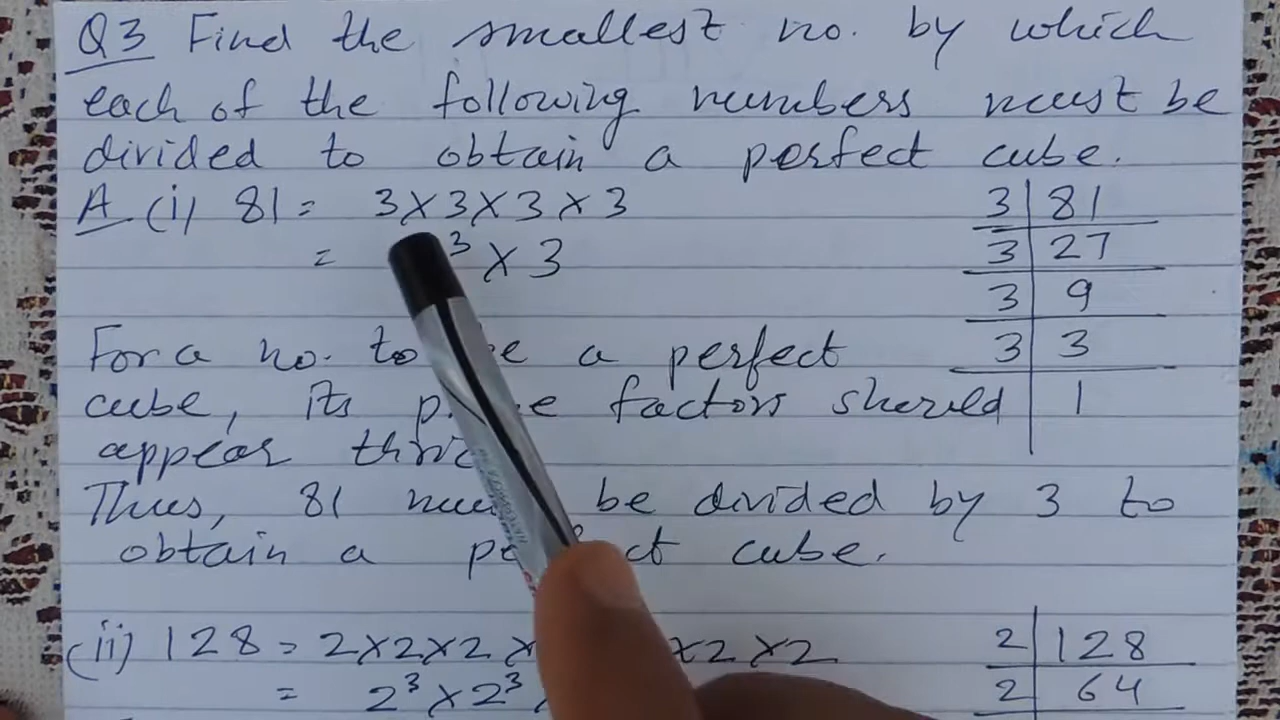 Q3 Find the smallest no. by which
each of the following numbers must be
divided to obtain a perfect cube.
A (i) 81 = 3×3×3×3
= ³ × 3
3 | 81
3 | 27
3 | 9
3 | 3
1
For a no. to a perfect
cube, its factors should
appear
Thus, 81 be divided by 3 to
obtain a cube.
(ii) 128 = 2×2×2× ×2×2
= 2³×2³
2 | 128
2 | 64